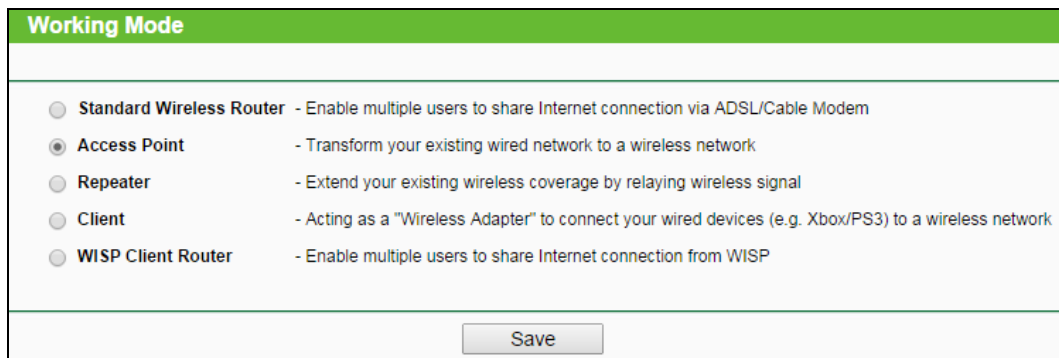 Working Mode
Standard Wireless Router - Enable multiple users to share Internet connection via ADSL/Cable Modem
Access Point - Transform your existing wired network to a wireless network
Repeater - Extend your existing wireless coverage by relaying wireless signal
Client - Acting as a "Wireless Adapter" to connect your wired devices (e.g. Xbox/PS3) to a wireless network
WISP Client Router - Enable multiple users to share Internet connection from WISP
Save